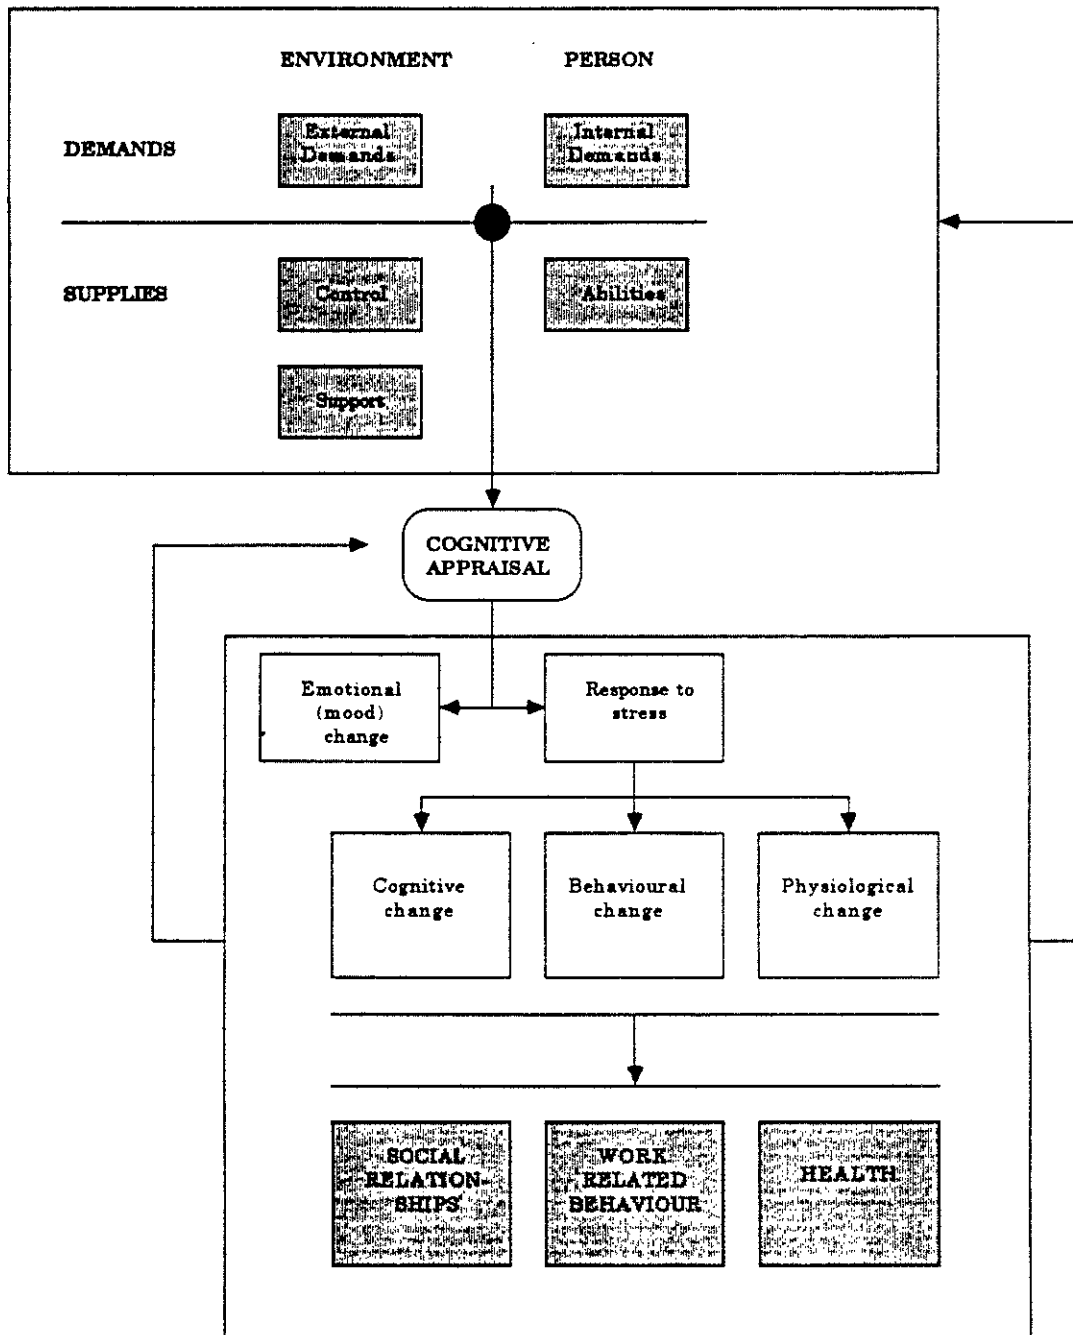 ENVIRONMENT PERSON
DEMANDS
External
Demands
Internal
Demands
SUPPLIES
Control
Abilities
Support
COGNITIVE
APPRAISAL
Emotional
(mood)
change
Response to
stress
Cognitive
change
Behavioural
change
Physiological
change
SOCIAL
RELATION-
SHIPS
WORK
RELATED
BEHAVIOUR
HEALTH